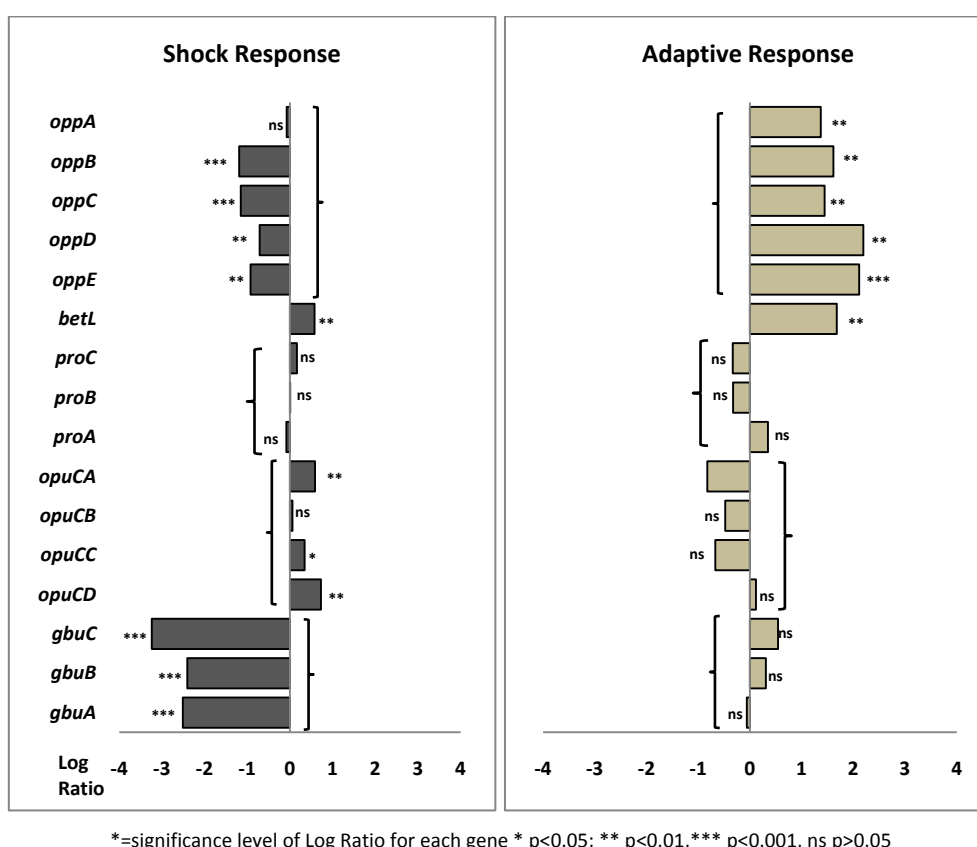 Shock Response
Adaptive Response
oppA ns **
oppB *** **
oppC *** **
oppD ** **
oppE ** ***
betL ** **
proC ns ns
proB ns ns
proA ns ns
opuCA **
opuCB ns ns
opuCC * ns
opuCD ** ns
gbuC *** ns
gbuB *** ns
gbuA *** ns
Log Ratio
-4 -3 -2 -1 0 1 2 3 4
-4 -3 -2 -1 0 1 2 3 4
*=significance level of Log Ratio for each gene * p<0.05; ** p<0.01,*** p<0.001, ns p>0.05